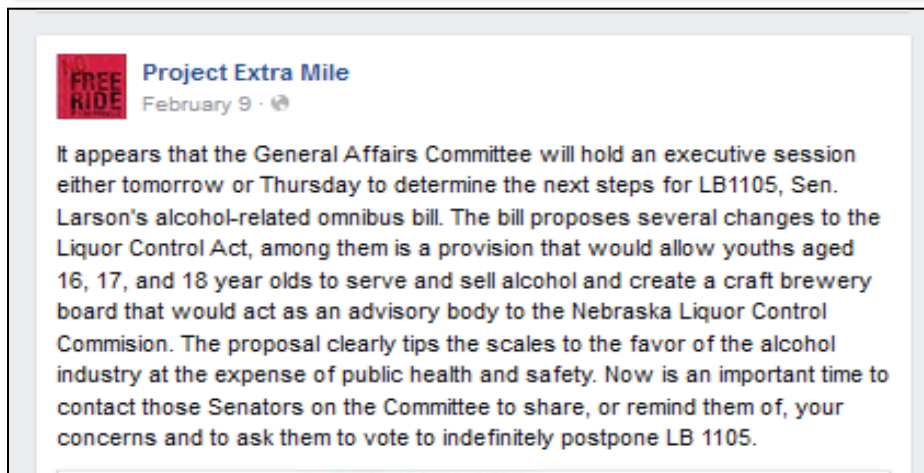 NO
FREE
RIDE
Project Extra Mile
February 9 ·
It appears that the General Affairs Committee will hold an executive session
either tomorrow or Thursday to determine the next steps for LB1105, Sen.
Larson's alcohol-related omnibus bill. The bill proposes several changes to the
Liquor Control Act, among them is a provision that would allow youths aged
16, 17, and 18 year olds to serve and sell alcohol and create a craft brewery
board that would act as an advisory body to the Nebraska Liquor Control
Commision. The proposal clearly tips the scales to the favor of the alcohol
industry at the expense of public health and safety. Now is an important time to
contact those Senators on the Committee to share, or remind them of, your
concerns and to ask them to vote to indefinitely postpone LB 1105.